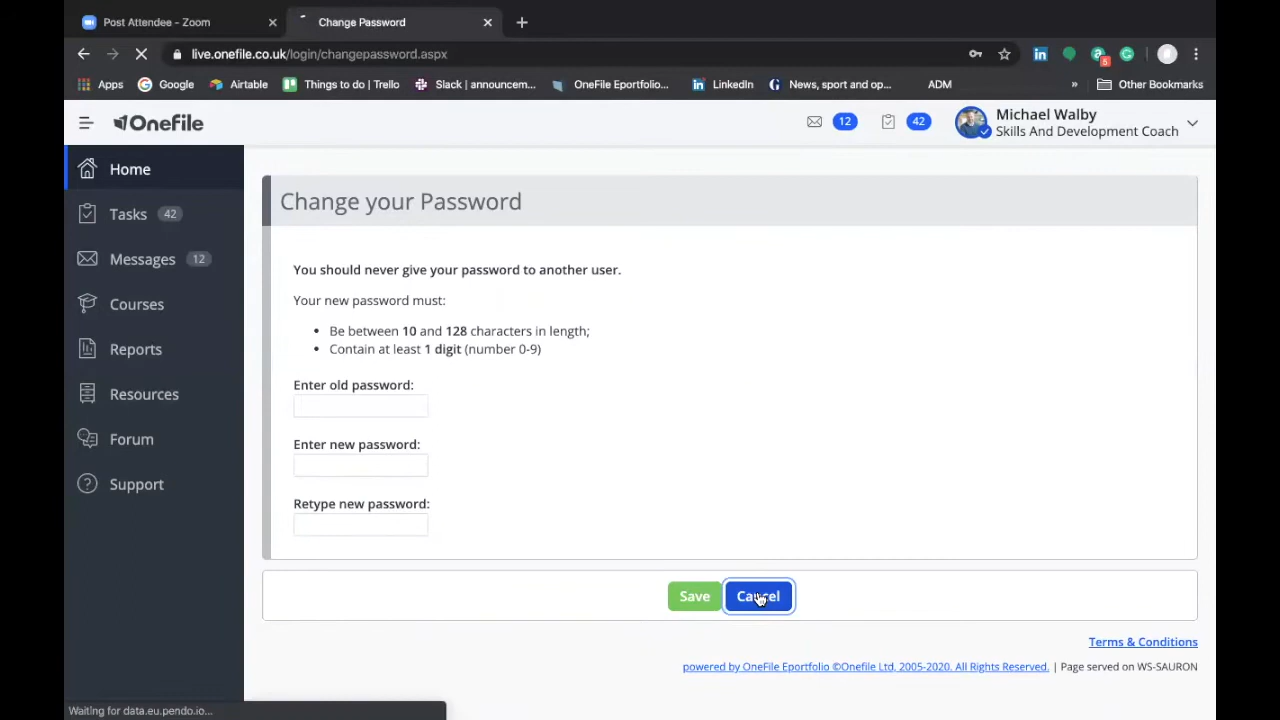 Post Attendee - Zoom
Change Password
live.onefile.co.uk/login/changepassword.aspx
Apps
Google
Airtable
Things to do | Trello
Slack | announcem...
OneFile Eportfolio...
LinkedIn
News, sport and op...
ADM
»
Other Bookmarks
Onefile
12
42
Michael Walby
Skills And Development Coach
Home
Tasks 42
Messages 12
Courses
Reports
Resources
Forum
Support
Change your Password
You should never give your password to another user.
Your new password must:
• Be between 10 and 128 characters in length;
• Contain at least 1 digit (number 0-9)
Enter old password:
Enter new password:
Retype new password:
Save
Cancel
Terms & Conditions
powered by OneFile Eportfolio ©Onefile Ltd, 2005-2020. All Rights Reserved. | Page served on WS-SAURON
Waiting for data.eu.pendo.io...